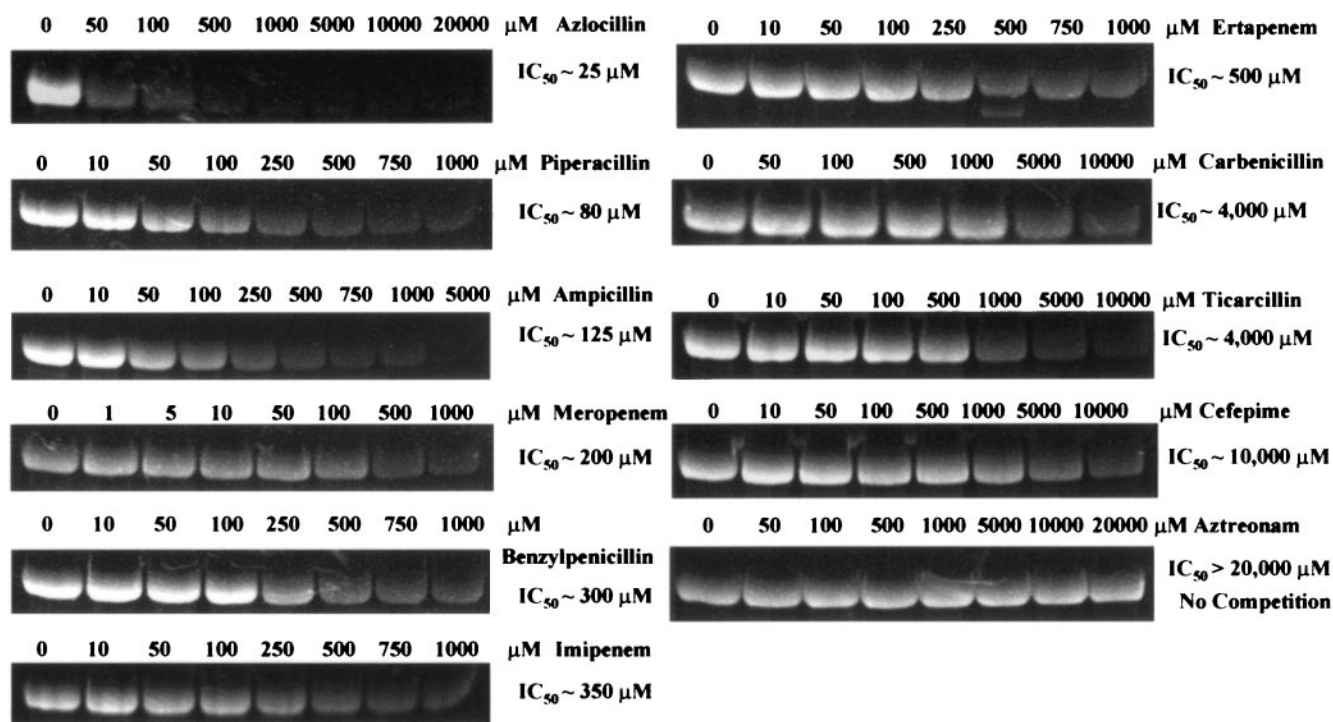 0 50 100 500 1000 5000 10000 20000 µM Azlocillin
IC50 ~ 25 µM
0 10 50 100 250 500 750 1000 µM Piperacillin
IC50 ~ 80 µM
0 10 50 100 250 500 750 1000 5000 µM Ampicillin
IC50 ~ 125 µM
0 1 5 10 50 100 500 1000 µM Meropenem
IC50 ~ 200 µM
0 10 50 100 250 500 750 1000 µM
Benzylpenicillin
IC50 ~ 300 µM
0 10 50 100 250 500 750 1000 µM Imipenem
IC50 ~ 350 µM
0 10 50 100 250 500 750 1000 µM Ertapenem
IC50 ~ 500 µM
0 50 100 500 1000 5000 10000 µM Carbenicillin
IC50 ~ 4,000 µM
0 10 50 100 500 1000 5000 10000 µM Ticarcillin
IC50 ~ 4,000 µM
0 10 50 100 500 1000 5000 10000 µM Cefepime
IC50 ~ 10,000 µM
0 50 100 500 1000 5000 10000 20000 µM Aztreonam
IC50 > 20,000 µM
No Competition